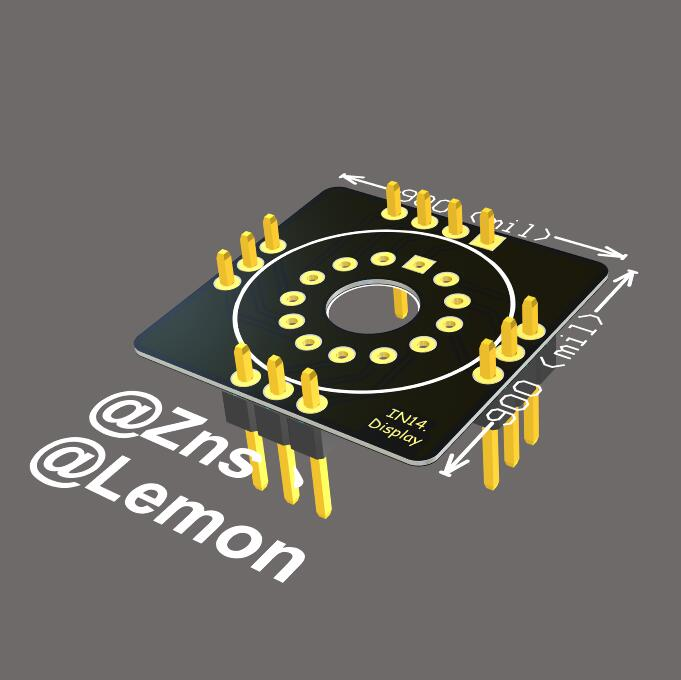 900 (mil)
900 (mil)
IN14.
Display
@Zns
@Lemon